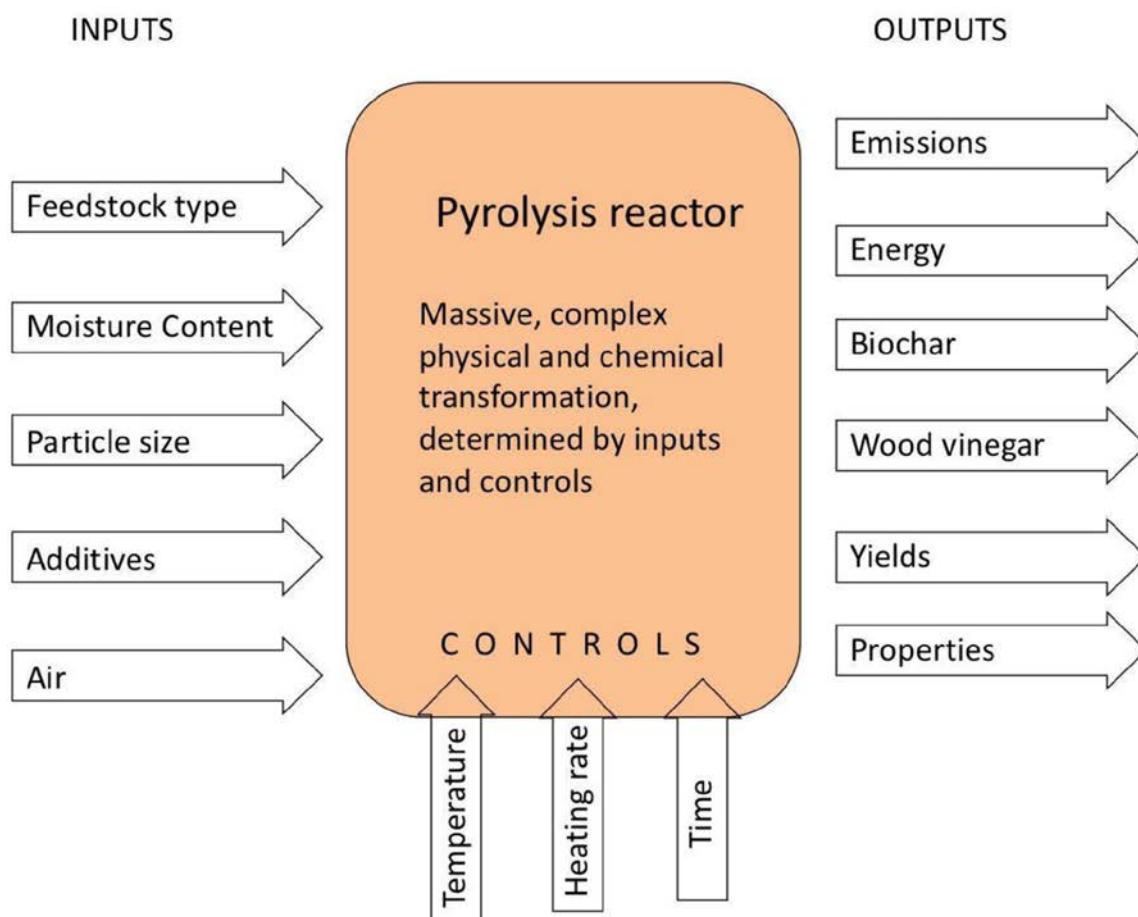 INPUTS
OUTPUTS
Feedstock type
Moisture Content
Particle size
Additives
Air
Pyrolysis reactor
Massive, complex
physical and chemical
transformation,
determined by inputs
and controls
C O N T R O L S
Temperature
Heating rate
Time
Emissions
Energy
Biochar
Wood vinegar
Yields
Properties